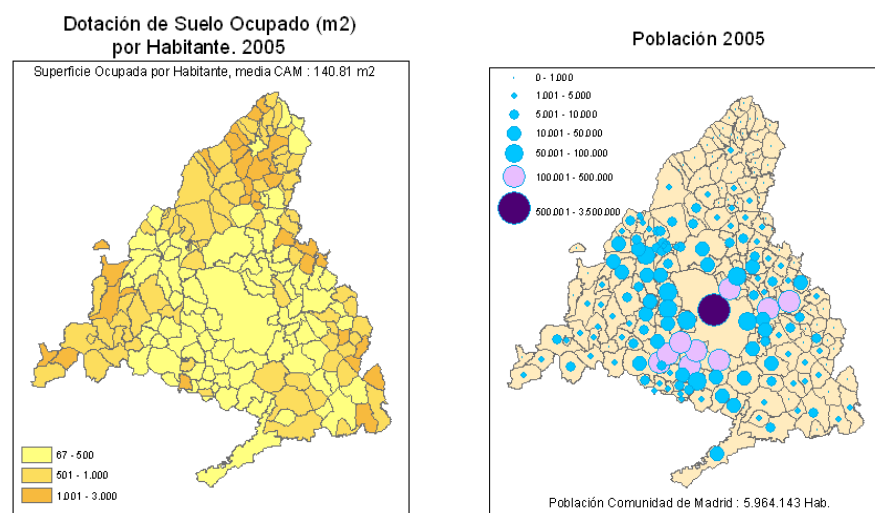 Dotación de Suelo Ocupado (m2)
por Habitante. 2005
Superficie Ocupada por Habitante, media CAM : 140.81 m2
67 - 500
501 - 1.000
1.001 - 3.000
Población 2005
0 - 1.000
1.001 - 5.000
5.001 - 10.000
10.001 - 50.000
50.001 - 100.000
100.001 - 500.000
500.001 - 3.500.000
Población Comunidad de Madrid : 5.964.143 Hab.